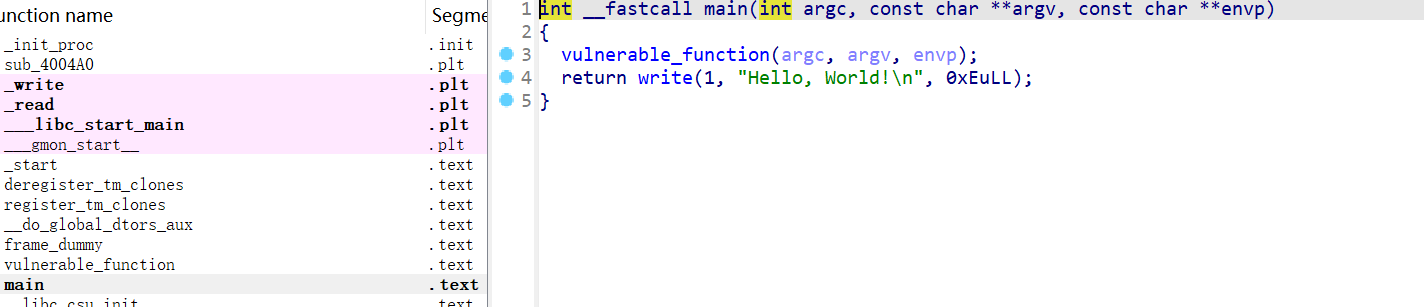 unction name Segme
_init_proc .init
sub_4004A0 .plt
_write .plt
_read .plt
___libc_start_main .plt
___gmon_start__ .plt
_start .text
deregister_tm_clones .text
register_tm_clones .text
__do_global_dtors_aux .text
frame_dummy .text
vulnerable_function .text
main .text
__libc_csu_init .text
1 int __fastcall main(int argc, const char **argv, const char **envp)
2 {
3 vulnerable_function(argc, argv, envp);
4 return write(1, "Hello, World!\n", 0xEuLL);
5 }